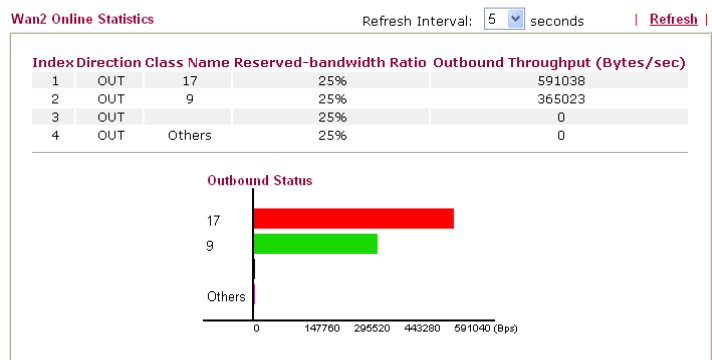 Wan2 Online Statistics Refresh Interval: 5 seconds | Refresh |
Index Direction Class Name Reserved-bandwidth Ratio Outbound Throughput (Bytes/sec)
1 OUT 17 25% 591038
2 OUT 9 25% 365023
3 OUT 25% 0
4 OUT Others 25% 0
Outbound Status
17
9
Others
0 147760 295520 443280 591040 (Bps)